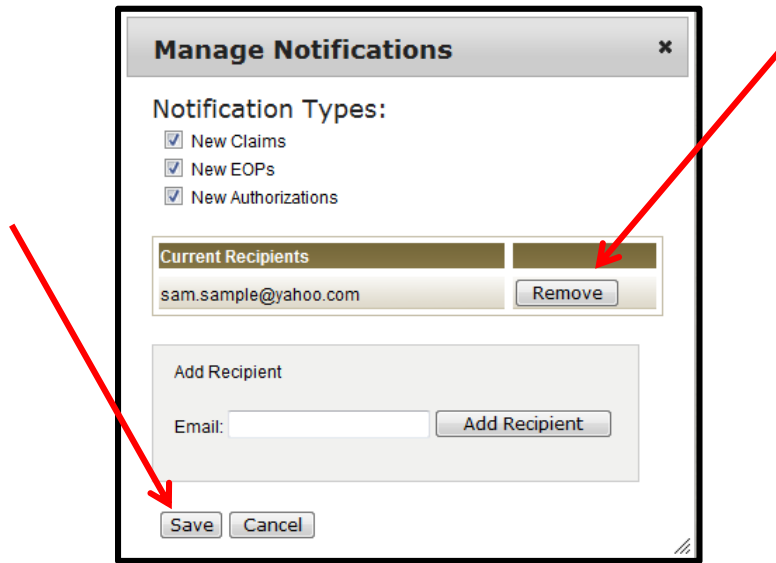 Manage Notifications
Notification Types:
New Claims
New EOPs
New Authorizations
Current Recipients
sam.sample@yahoo.com Remove
Add Recipient
Email: Add Recipient
Save Cancel